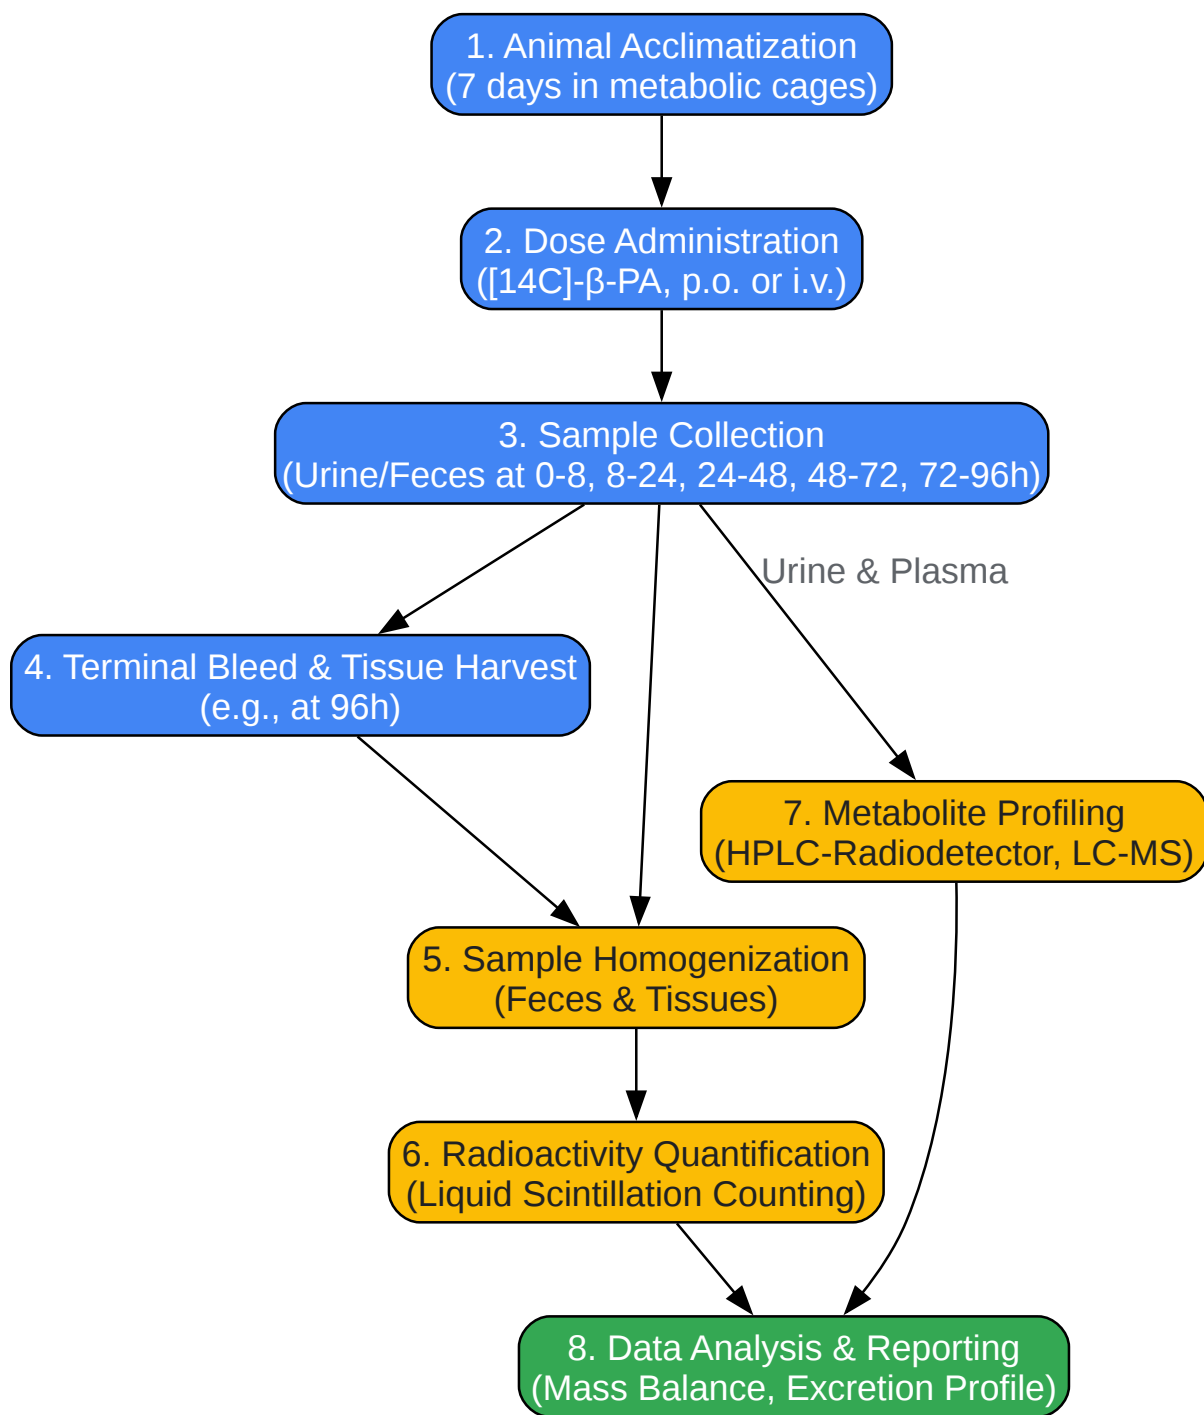 1. Animal Acclimatization
(7 days in metabolic cages)
2. Dose Administration
([14C]-β-PA, p.o. or i.v.)
3. Sample Collection
(Urine/Feces at 0-8, 8-24, 24-48, 48-72, 72-96h)
Urine & Plasma
4. Terminal Bleed & Tissue Harvest
(e.g., at 96h)
7. Metabolite Profiling
(HPLC-Radiodetector, LC-MS)
5. Sample Homogenization
(Feces & Tissues)
6. Radioactivity Quantification
(Liquid Scintillation Counting)
8. Data Analysis & Reporting
(Mass Balance, Excretion Profile)